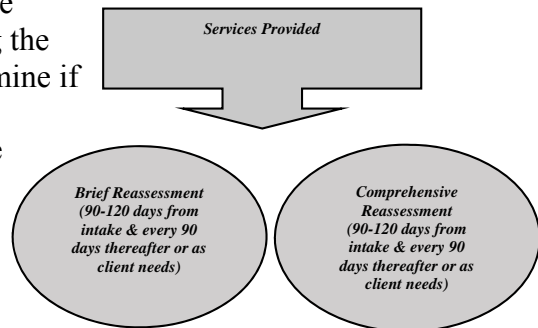 e
g the
mine if
e
Services Provided
Brief Reassessment
(90-120 days from
intake & every 90
days thereafter or as
client needs)
Comprehensive
Reassessment
(90-120 days from
intake & every 90
days thereafter or as
client needs)